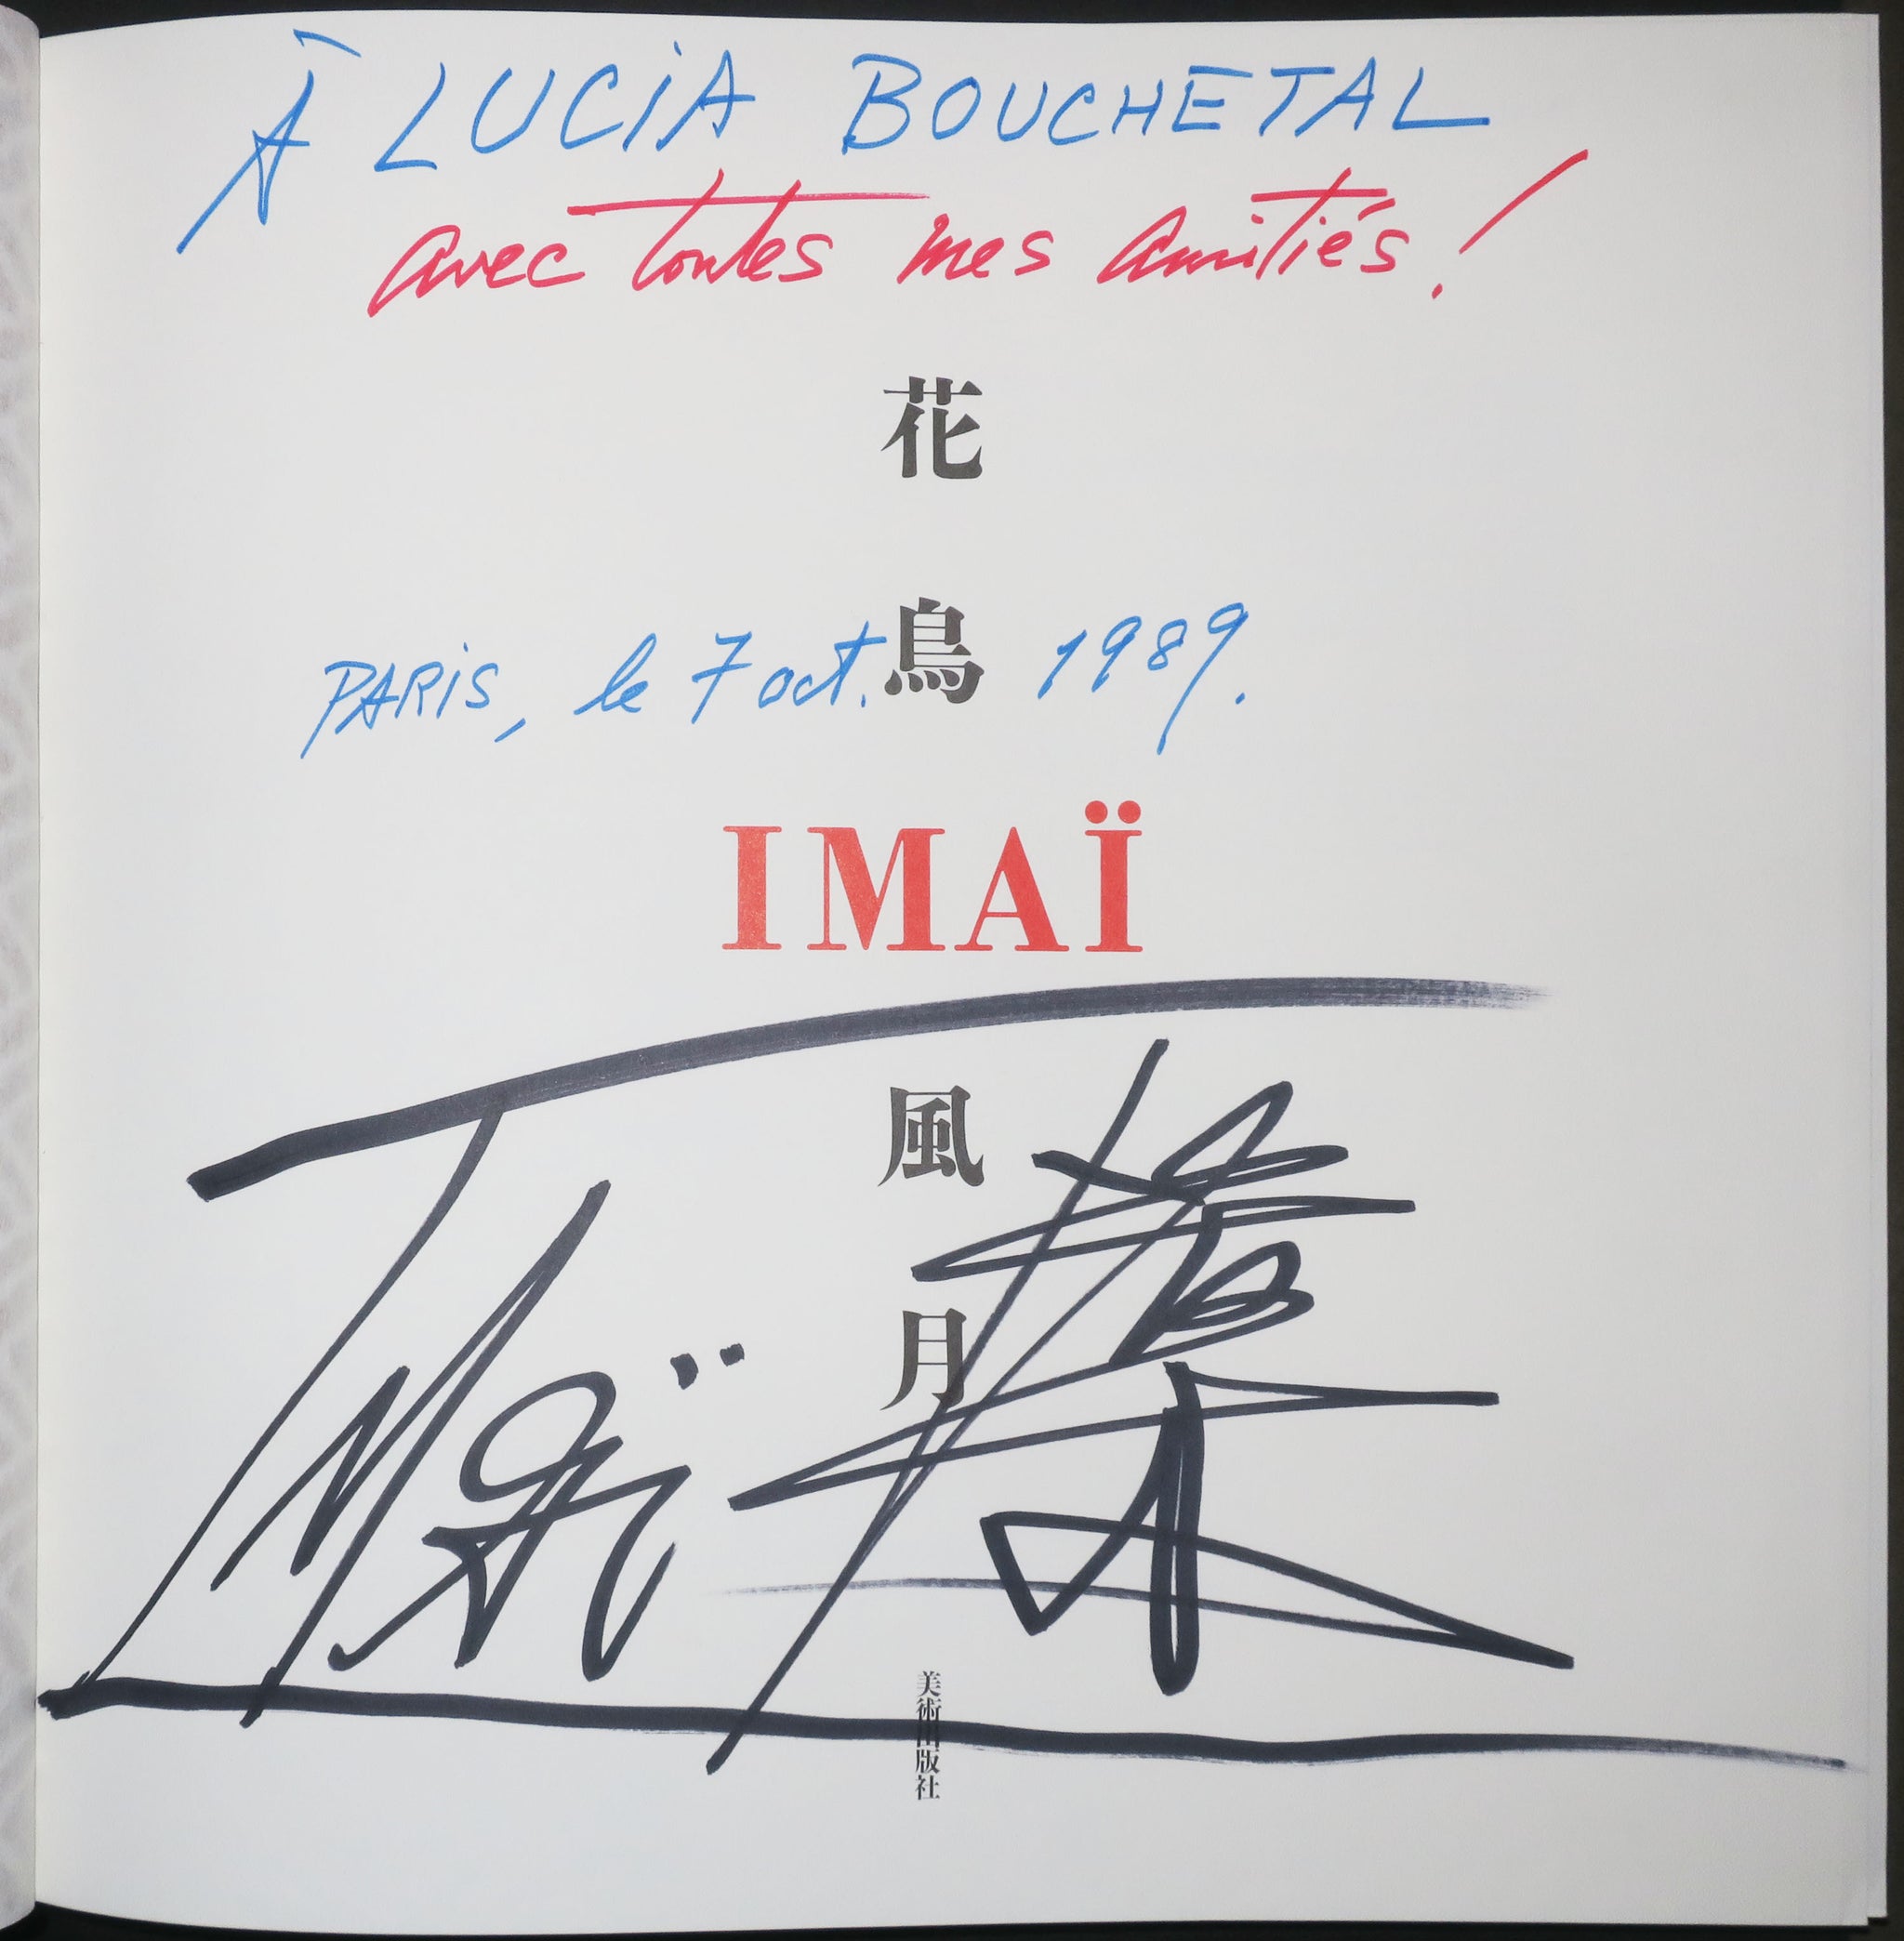 À LUCIA BOUCHETAL
avec toutes mes amitiés!
花
鳥
PARIS, le 7 oct. 1989.
IMAÏ
風
月
IMAÏ
美術出版社